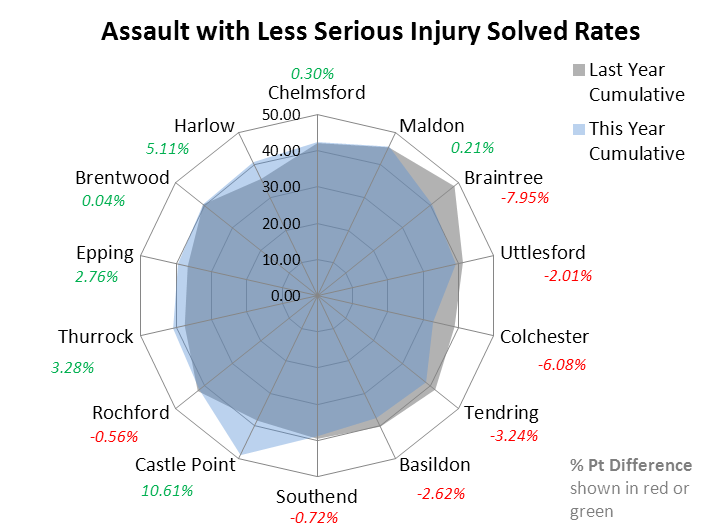 Assault with Less Serious Injury Solved Rates
Last Year
Cumulative
This Year
Cumulative
0.30%
Chelmsford
Maldon
0.21%
Braintree
-7.95%
Uttlesford
-2.01%
Colchester
-6.08%
Tendring
-3.24%
Basildon
-2.62%
Southend
-0.72%
Castle Point
10.61%
Rochford
-0.56%
Thurrock
3.28%
Epping
2.76%
Brentwood
0.04%
Harlow
5.11%
50.00
40.00
30.00
20.00
10.00
0.00
% Pt Difference
shown in red or
green